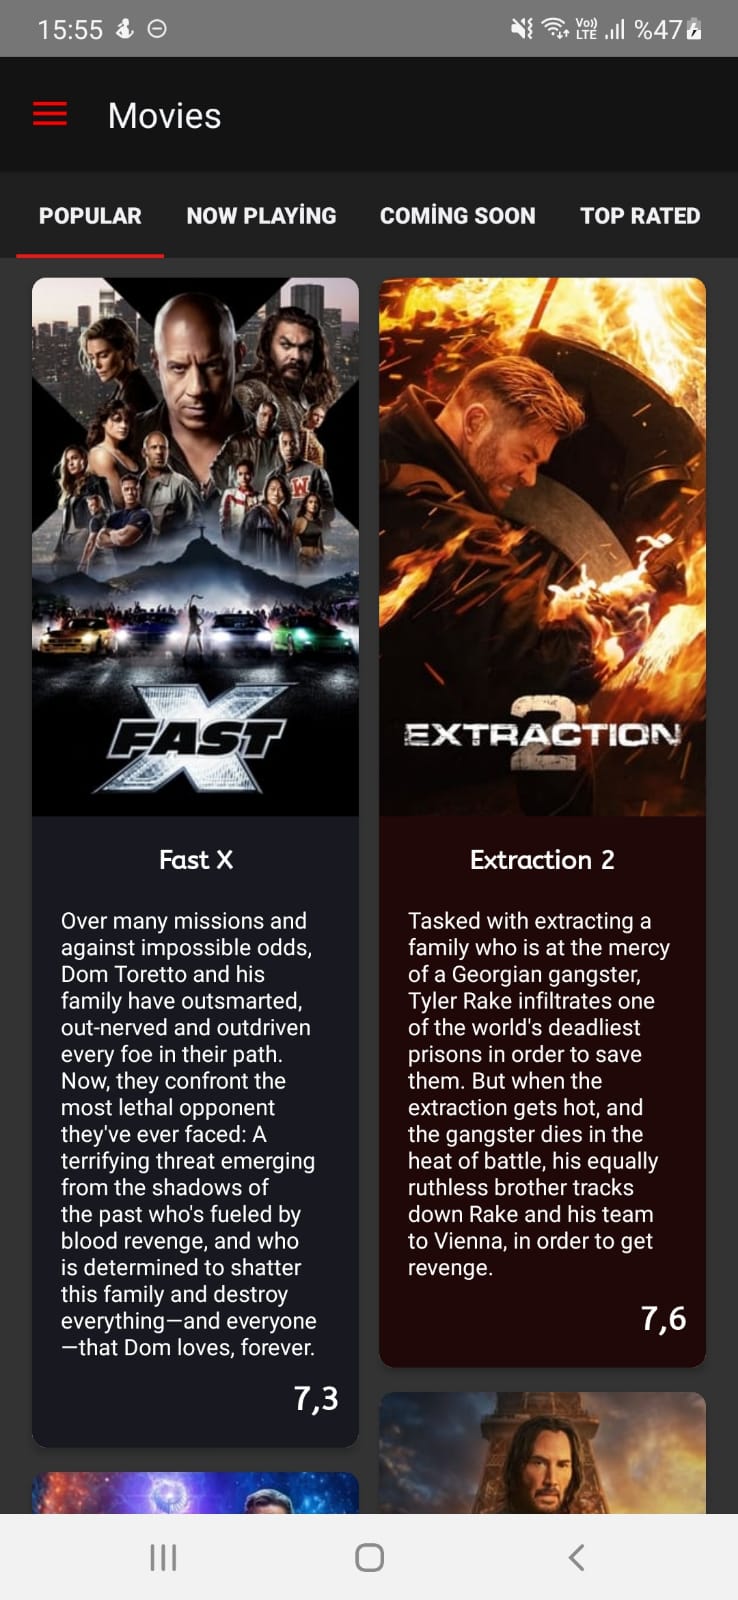 15:55
Vo))
LTE
%47
Movies
POPULAR
NOW PLAYİNG
COMİNG SOON
TOP RATED
W
FAST
X
EXTRACTION
2
Fast X
Over many missions and
against impossible odds,
Dom Toretto and his
family have outsmarted,
out-nerved and outdriven
every foe in their path.
Now, they confront the
most lethal opponent
they've ever faced: A
terrifying threat emerging
from the shadows of
the past who's fueled by
blood revenge, and who
is determined to shatter
this family and destroy
everything—and everyone
—that Dom loves, forever.
7,3
Extraction 2
Tasked with extracting a
family who is at the mercy
of a Georgian gangster,
Tyler Rake infiltrates one
of the world's deadliest
prisons in order to save
them. But when the
extraction gets hot, and
the gangster dies in the
heat of battle, his equally
ruthless brother tracks
down Rake and his team
to Vienna, in order to get
revenge.
7,6